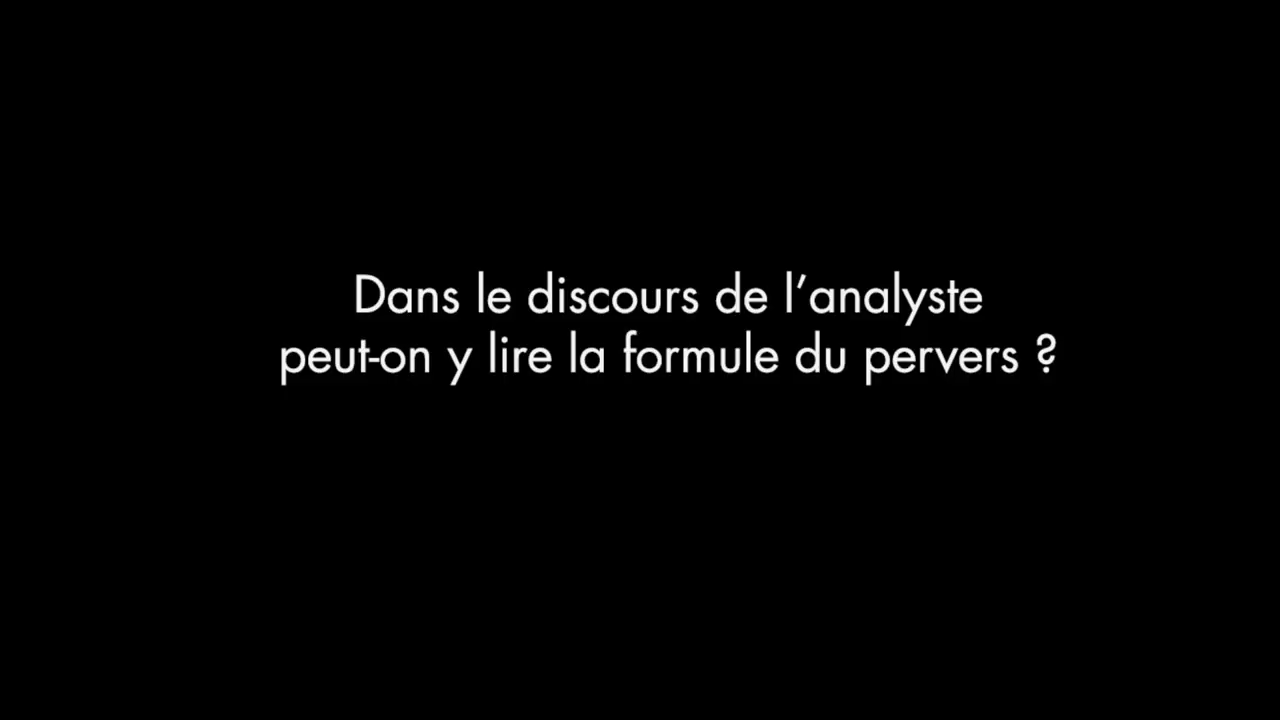 Dans le discours de l’analyste
peut-on y lire la formule du pervers ?